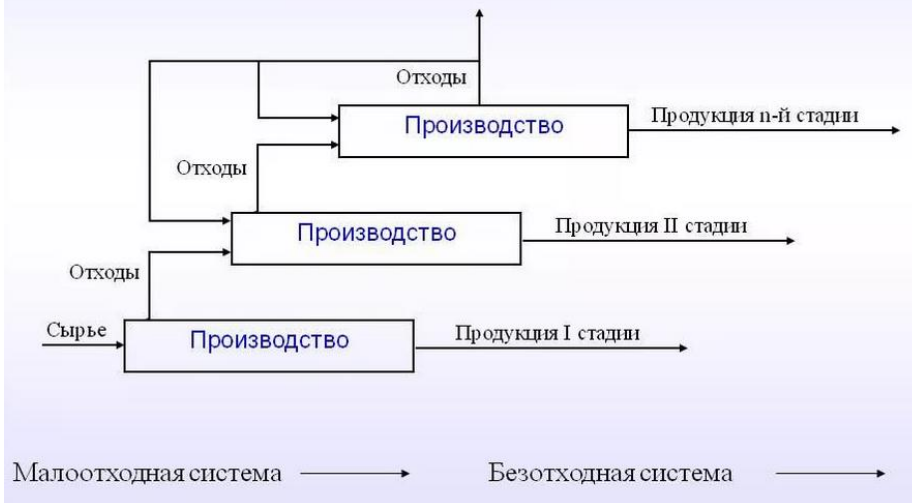 Отходы
Производство
Продукция n-й стадии
Отходы
Производство
Продукция II стадии
Отходы
Сырье
Производство
Продукция I стадии
Малоотходная система
Безотходная система